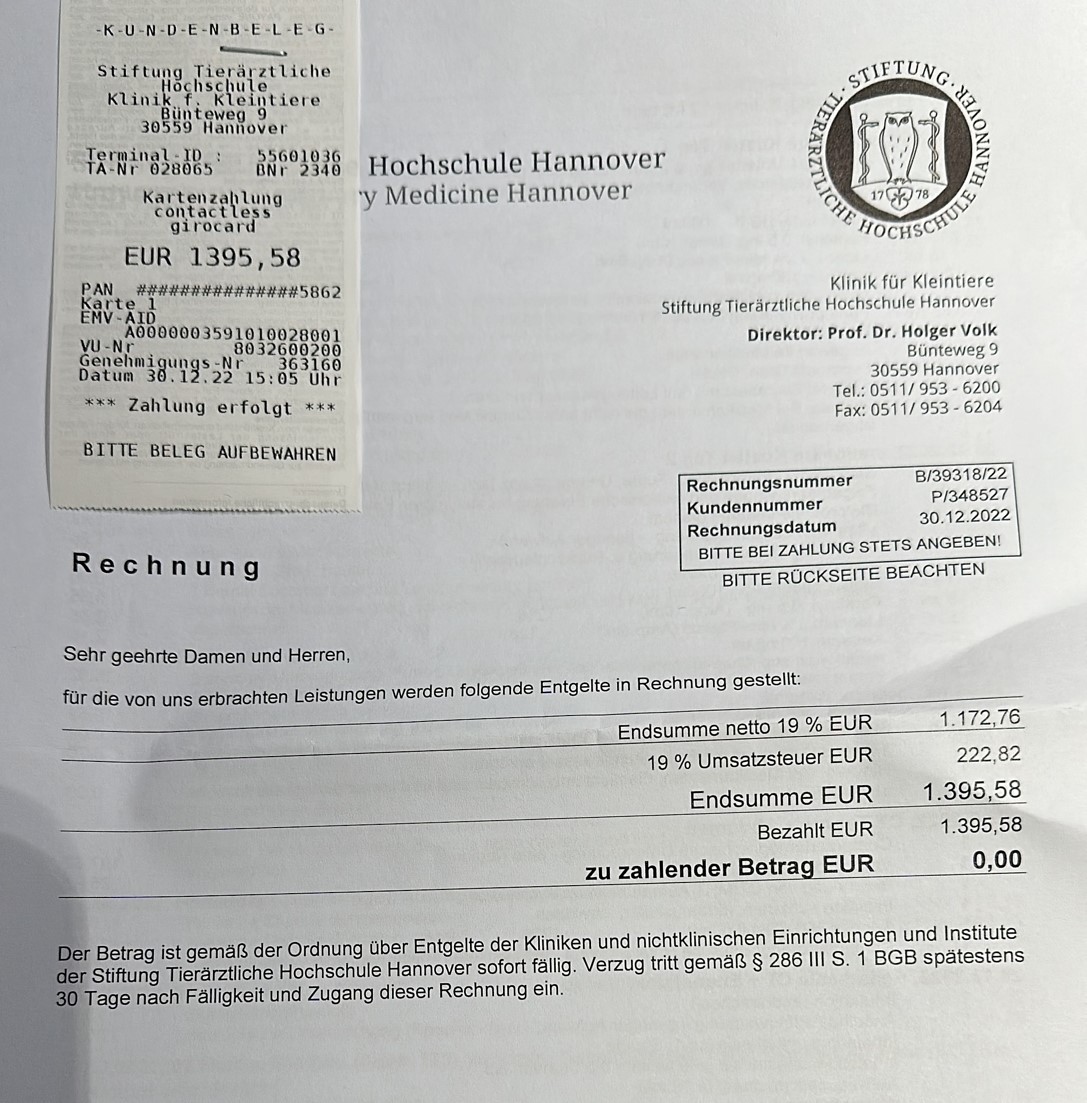 -K-U-N-D-E-N-B-E-L-E-G-
Stiftung Tierärztliche
Hochschule
Klinik f. Kleintiere
Bünteweg 9
30559 Hannover
Terminal-ID : 55601036
TA-Nr 028065 BNr 2340
Kartenzahlung
contactless
girocard
EUR 1395,58
PAN ###############5862
Karte 1
EMV-AID
A0000003591010028001
VU-Nr 8032600200
Genehmigungs-Nr 363160
Datum 30.12.22 15:05 Uhr
*** Zahlung erfolgt ***
BITTE BELEG AUFBEWAHREN
Hochschule Hannover
y Medicine Hannover
STIFTUNG · TIERÄRZTLICHE HOCHSCHULE HANNOVER ·
17 78
Klinik für Kleintiere
Stiftung Tierärztliche Hochschule Hannover
Direktor: Prof. Dr. Holger Volk
Bünteweg 9
30559 Hannover
Tel.: 0511/ 953 - 6200
Fax: 0511/ 953 - 6204
Rechnungsnummer B/39318/22
Kundennummer P/348527
Rechnungsdatum 30.12.2022
BITTE BEI ZAHLUNG STETS ANGEBEN!
BITTE RÜCKSEITE BEACHTEN
Rechnung
Sehr geehrte Damen und Herren,
für die von uns erbrachten Leistungen werden folgende Entgelte in Rechnung gestellt:
Endsumme netto 19 % EUR 1.172,76
19 % Umsatzsteuer EUR 222,82
Endsumme EUR 1.395,58
Bezahlt EUR 1.395,58
zu zahlender Betrag EUR 0,00
Der Betrag ist gemäß der Ordnung über Entgelte der Kliniken und nichtklinischen Einrichtungen und Institute
der Stiftung Tierärztliche Hochschule Hannover sofort fällig. Verzug tritt gemäß § 286 III S. 1 BGB spätestens
30 Tage nach Fälligkeit und Zugang dieser Rechnung ein.